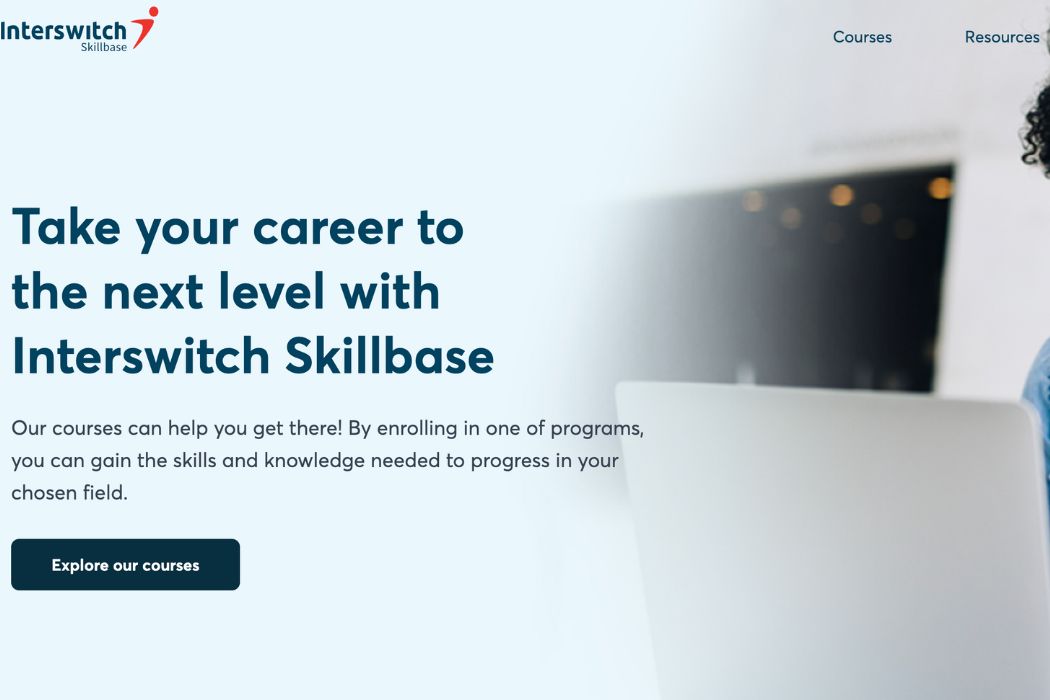 Interswitch
Skillbase
Courses
Resources
Take your career to
the next level with
Interswitch Skillbase
Our courses can help you get there! By enrolling in one of programs,
you can gain the skills and knowledge needed to progress in your
chosen field.
Explore our courses